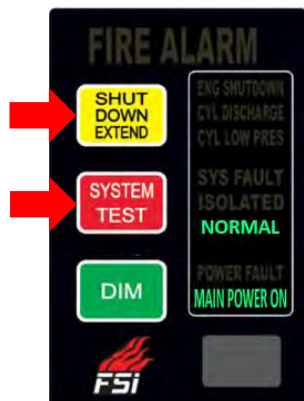 FIRE ALARM
SHUT
DOWN
EXTEND
SYSTEM
TEST
DIM
FSi
ENG SHUTDOWN
CYL DISCHARGE
CYL LOW PRES
SYS FAULT
ISOLATED
NORMAL
POWER FAULT
MAIN POWER ON